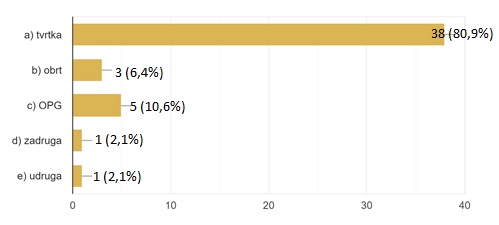 a) tvrtka 38 (80,9%)
b) obrt 3 (6,4%)
c) OPG 5 (10,6%)
d) zadruga 1 (2,1%)
e) udruga 1 (2,1%)
0 10 20 30 40